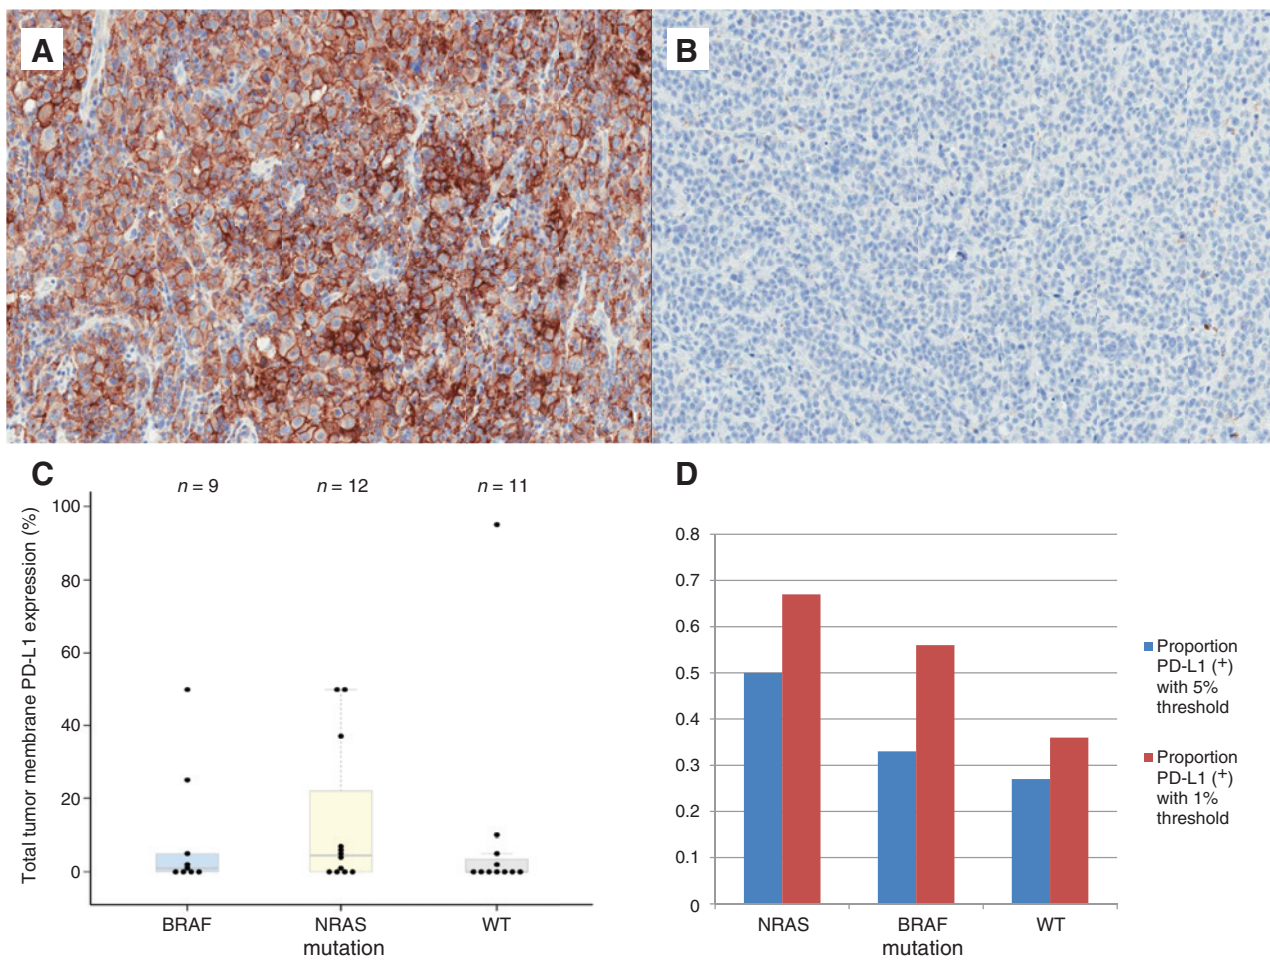 A
B
C
n = 9
n = 12
n = 11
Total tumor membrane PD-L1 expression (%)
100
80
60
40
20
0
BRAF
NRAS
WT
mutation
D
0.8
0.7
0.6
0.5
0.4
0.3
0.2
0.1
0
NRAS
BRAF
WT
mutation
Proportion
PD-L1 (+)
with 5%
threshold
Proportion
PD-L1 (+)
with 1%
threshold